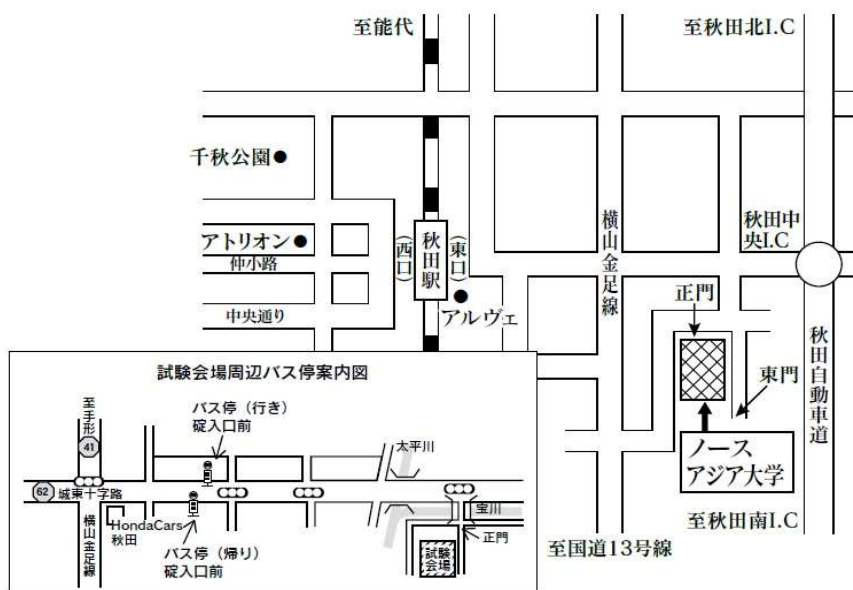 至能代
至秋田北I.C
千秋公園
アトリオン
仲小路
中央通り
(西口)
秋田駅
(東口)
アルヴェ
横山金足線
秋田中
央I.C
正門
東門
秋田自動車道
ノース
アジア大学
至秋田南I.C
至国道13号線
試験会場周辺バス停案内図
至手形
41
バス停(行き)
碇入口前
太平川
62
城東十字路
横山金足線
HondaCars
秋田
バス停(帰り)
碇入口前
宝川
正門
試験
会場